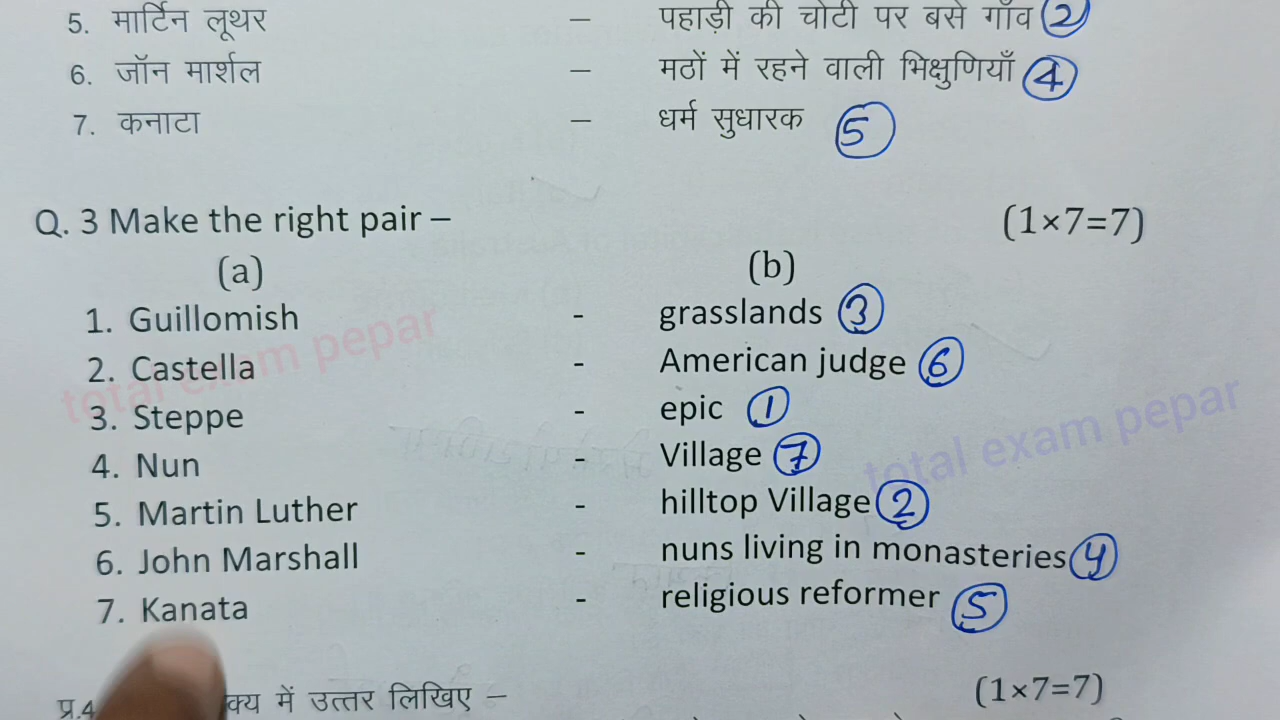 5. मार्टिन लूथर – पहाड़ी की चोटी पर बसे गाँव 2
6. जॉन मार्शल – मठों में रहने वाली भिक्षुणियाँ 4
7. कनाटा – धर्म सुधारक 5
Q. 3 Make the right pair – (1×7=7)
(a) (b)
1. Guillomish - grasslands 3
2. Castella - American judge 6
3. Steppe - epic 1
4. Nun - Village 7
5. Martin Luther - hilltop Village 2
6. John Marshall - nuns living in monasteries 4
7. Kanata - religious reformer 5
total exam pepar
total exam pepar
प्र.4 क्य में उत्तर लिखिए – (1×7=7)